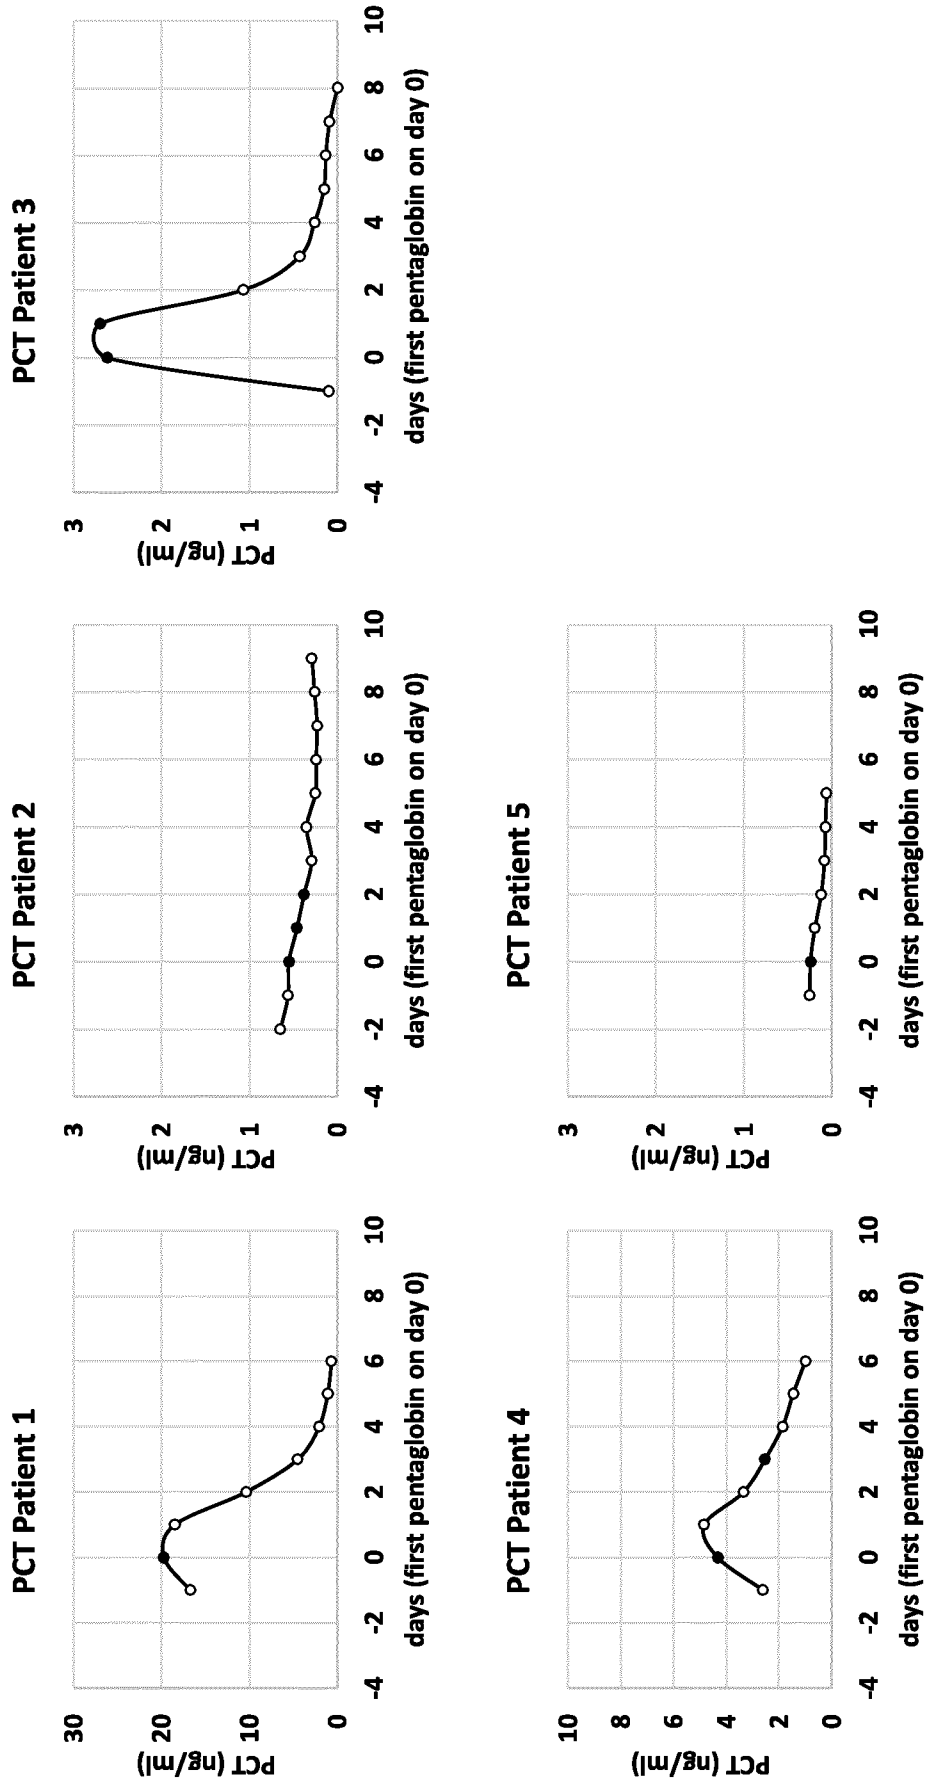 PCT Patient 1
30
20
10
0
PCT (ng/ml)
-4 -2 0 2 4 6 8 10
days (first pentaglobin on day 0)
PCT Patient 2
3
2
1
0
PCT (ng/ml)
-4 -2 0 2 4 6 8 10
days (first pentaglobin on day 0)
PCT Patient 3
3
2
1
0
PCT (ng/ml)
-4 -2 0 2 4 6 8 10
days (first pentaglobin on day 0)
PCT Patient 4
10
8
6
4
2
0
PCT (ng/ml)
-4 -2 0 2 4 6 8 10
days (first pentaglobin on day 0)
PCT Patient 5
3
2
1
0
PCT (ng/ml)
-4 -2 0 2 4 6 8 10
days (first pentaglobin on day 0)